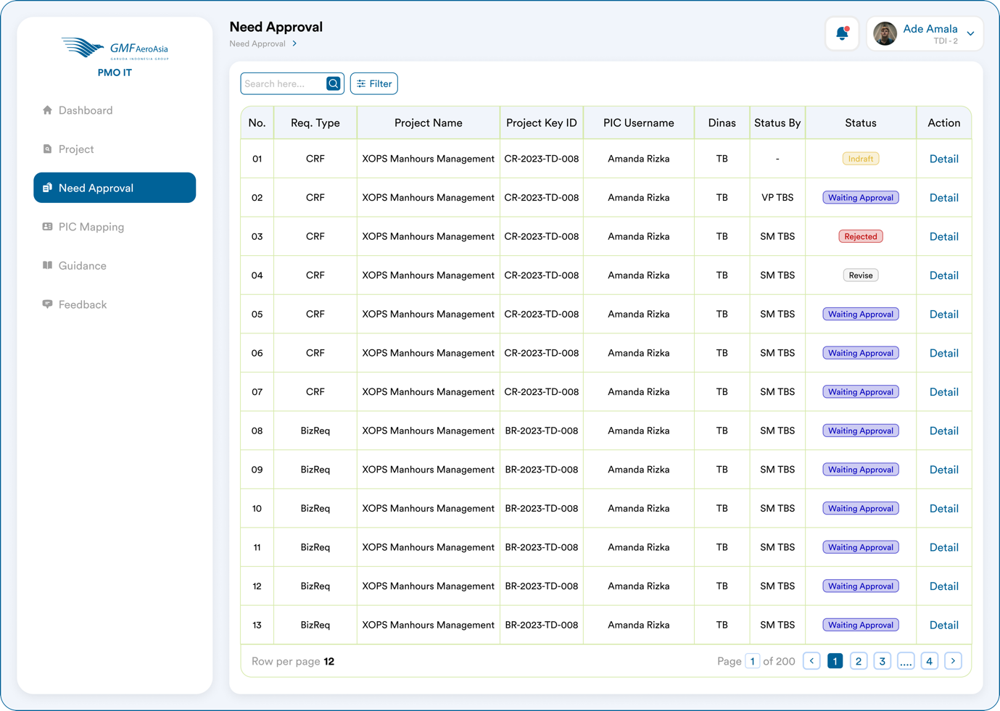 GMF AeroAsia
GARUDA INDONESIA GROUP
PMO IT
Dashboard
Project
Need Approval
PIC Mapping
Guidance
Feedback
Need Approval
Need Approval >
Ade Amala
TDI - 2
Search here...
Filter
No. Req. Type Project Name Project Key ID PIC Username Dinas Status By Status Action
01 CRF XOPS Manhours Management CR-2023-TD-008 Amanda Rizka TB - Indraft Detail
02 CRF XOPS Manhours Management CR-2023-TD-008 Amanda Rizka TB VP TBS Waiting Approval Detail
03 CRF XOPS Manhours Management CR-2023-TD-008 Amanda Rizka TB SM TBS Rejected Detail
04 CRF XOPS Manhours Management CR-2023-TD-008 Amanda Rizka TB SM TBS Revise Detail
05 CRF XOPS Manhours Management CR-2023-TD-008 Amanda Rizka TB SM TBS Waiting Approval Detail
06 CRF XOPS Manhours Management CR-2023-TD-008 Amanda Rizka TB SM TBS Waiting Approval Detail
07 CRF XOPS Manhours Management CR-2023-TD-008 Amanda Rizka TB SM TBS Waiting Approval Detail
08 BizReq XOPS Manhours Management BR-2023-TD-008 Amanda Rizka TB SM TBS Waiting Approval Detail
09 BizReq XOPS Manhours Management BR-2023-TD-008 Amanda Rizka TB SM TBS Waiting Approval Detail
10 BizReq XOPS Manhours Management BR-2023-TD-008 Amanda Rizka TB SM TBS Waiting Approval Detail
11 BizReq XOPS Manhours Management BR-2023-TD-008 Amanda Rizka TB SM TBS Waiting Approval Detail
12 BizReq XOPS Manhours Management BR-2023-TD-008 Amanda Rizka TB SM TBS Waiting Approval Detail
13 BizReq XOPS Manhours Management BR-2023-TD-008 Amanda Rizka TB SM TBS Waiting Approval Detail
Row per page 12 Page 1 of 200 < 1 2 3 .... 4 >